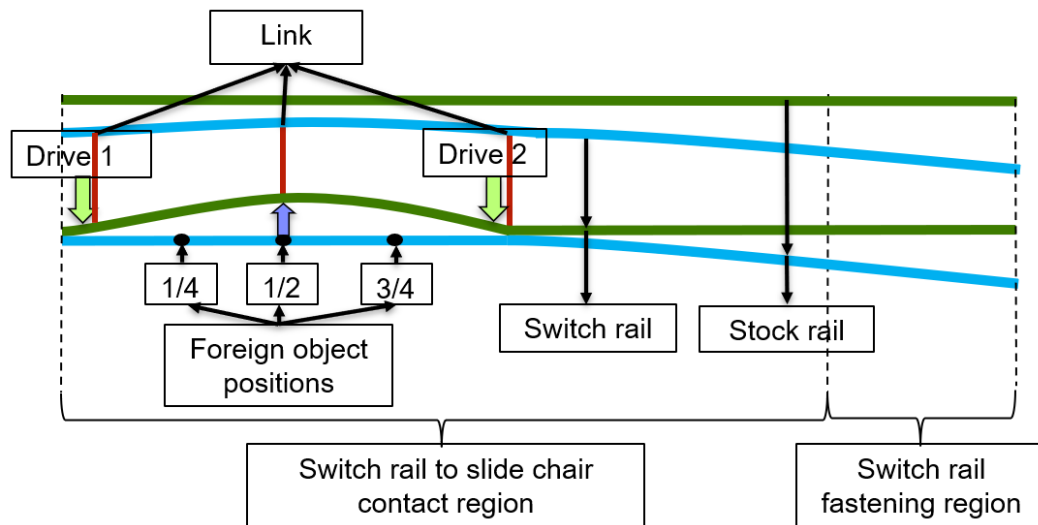 Link
Drive 1
Drive 2
1/4
1/2
3/4
Switch rail
Stock rail
Foreign object
positions
Switch rail to slide chair
contact region
Switch rail
fastening region